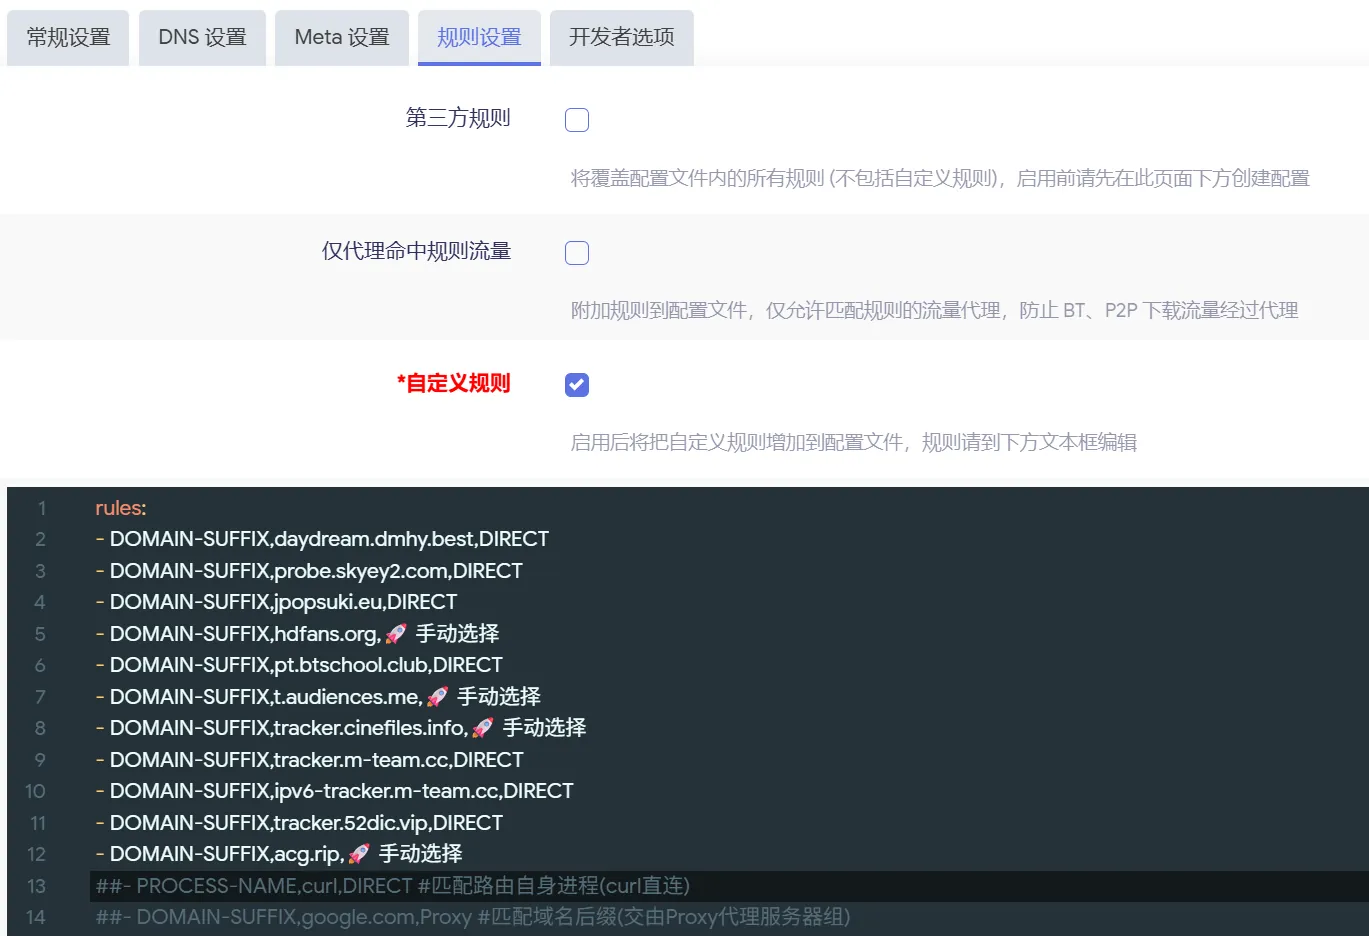 常规设置 DNS 设置 Meta 设置 规则设置 开发者选项
第三方规则
将覆盖配置文件内的所有规则 (不包括自定义规则)，启用前请先在此页面下方创建配置
仅代理命中规则流量
附加规则到配置文件，仅允许匹配规则的流量代理，防止 BT、P2P 下载流量经过代理
*自定义规则
启用后将把自定义规则增加到配置文件，规则请到下方文本框编辑
1 rules:
2 - DOMAIN-SUFFIX,daydream.dmhy.best,DIRECT
3 - DOMAIN-SUFFIX,probe.skyey2.com,DIRECT
4 - DOMAIN-SUFFIX,jpopsuki.eu,DIRECT
5 - DOMAIN-SUFFIX,hdfans.org,🚀 手动选择
6 - DOMAIN-SUFFIX,pt.btschool.club,DIRECT
7 - DOMAIN-SUFFIX,t.audiences.me,🚀 手动选择
8 - DOMAIN-SUFFIX,tracker.cinefiles.info,🚀 手动选择
9 - DOMAIN-SUFFIX,tracker.m-team.cc,DIRECT
10 - DOMAIN-SUFFIX,ipv6-tracker.m-team.cc,DIRECT
11 - DOMAIN-SUFFIX,tracker.52dic.vip,DIRECT
12 - DOMAIN-SUFFIX,acg.rip,🚀 手动选择
13 ##- PROCESS-NAME,curl,DIRECT #匹配路由自身进程(curl直连)
14 ##- DOMAIN-SUFFIX,google.com,Proxy #匹配域名后缀(交由Proxy代理服务器组)